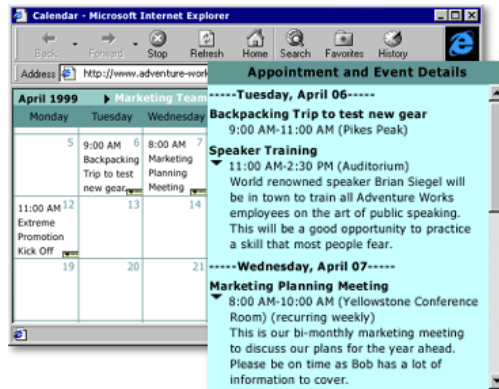 Calendar - Microsoft Internet Explorer
Back Forward Stop Refresh Home Search Favorites History
Address http://www.adventure-work
April 1999 Marketing Team
Monday Tuesday Wednesday
5 6 7
9:00 AM
Backpacking
Trip to test
new gear
8:00 AM
Marketing
Planning
Meeting
12 13 14
11:00 AM
Extreme
Promotion
Kick Off
19 20 21
Appointment and Event Details
-----Tuesday, April 06-----
Backpacking Trip to test new gear
9:00 AM-11:00 AM (Pikes Peak)
Speaker Training
11:00 AM-2:30 PM (Auditorium)
World renowned speaker Brian Siegel will
be in town to train all Adventure Works
employees on the art of public speaking.
This will be a good opportunity to practice
a skill that most people fear.
-----Wednesday, April 07-----
Marketing Planning Meeting
8:00 AM-10:00 AM (Yellowstone Conference
Room) (recurring weekly)
This is our bi-monthly marketing meeting
to discuss our plans for the year ahead.
Please be on time as Bob has a lot of
information to cover.